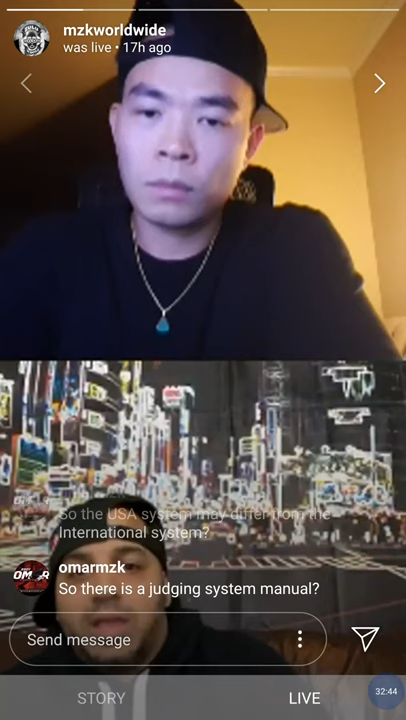 mzkworldwide
was live • 17h ago
So the USA system may differ from the
International system?
omarmzk
So there is a judging system manual?
Send message
STORY
LIVE
32:44